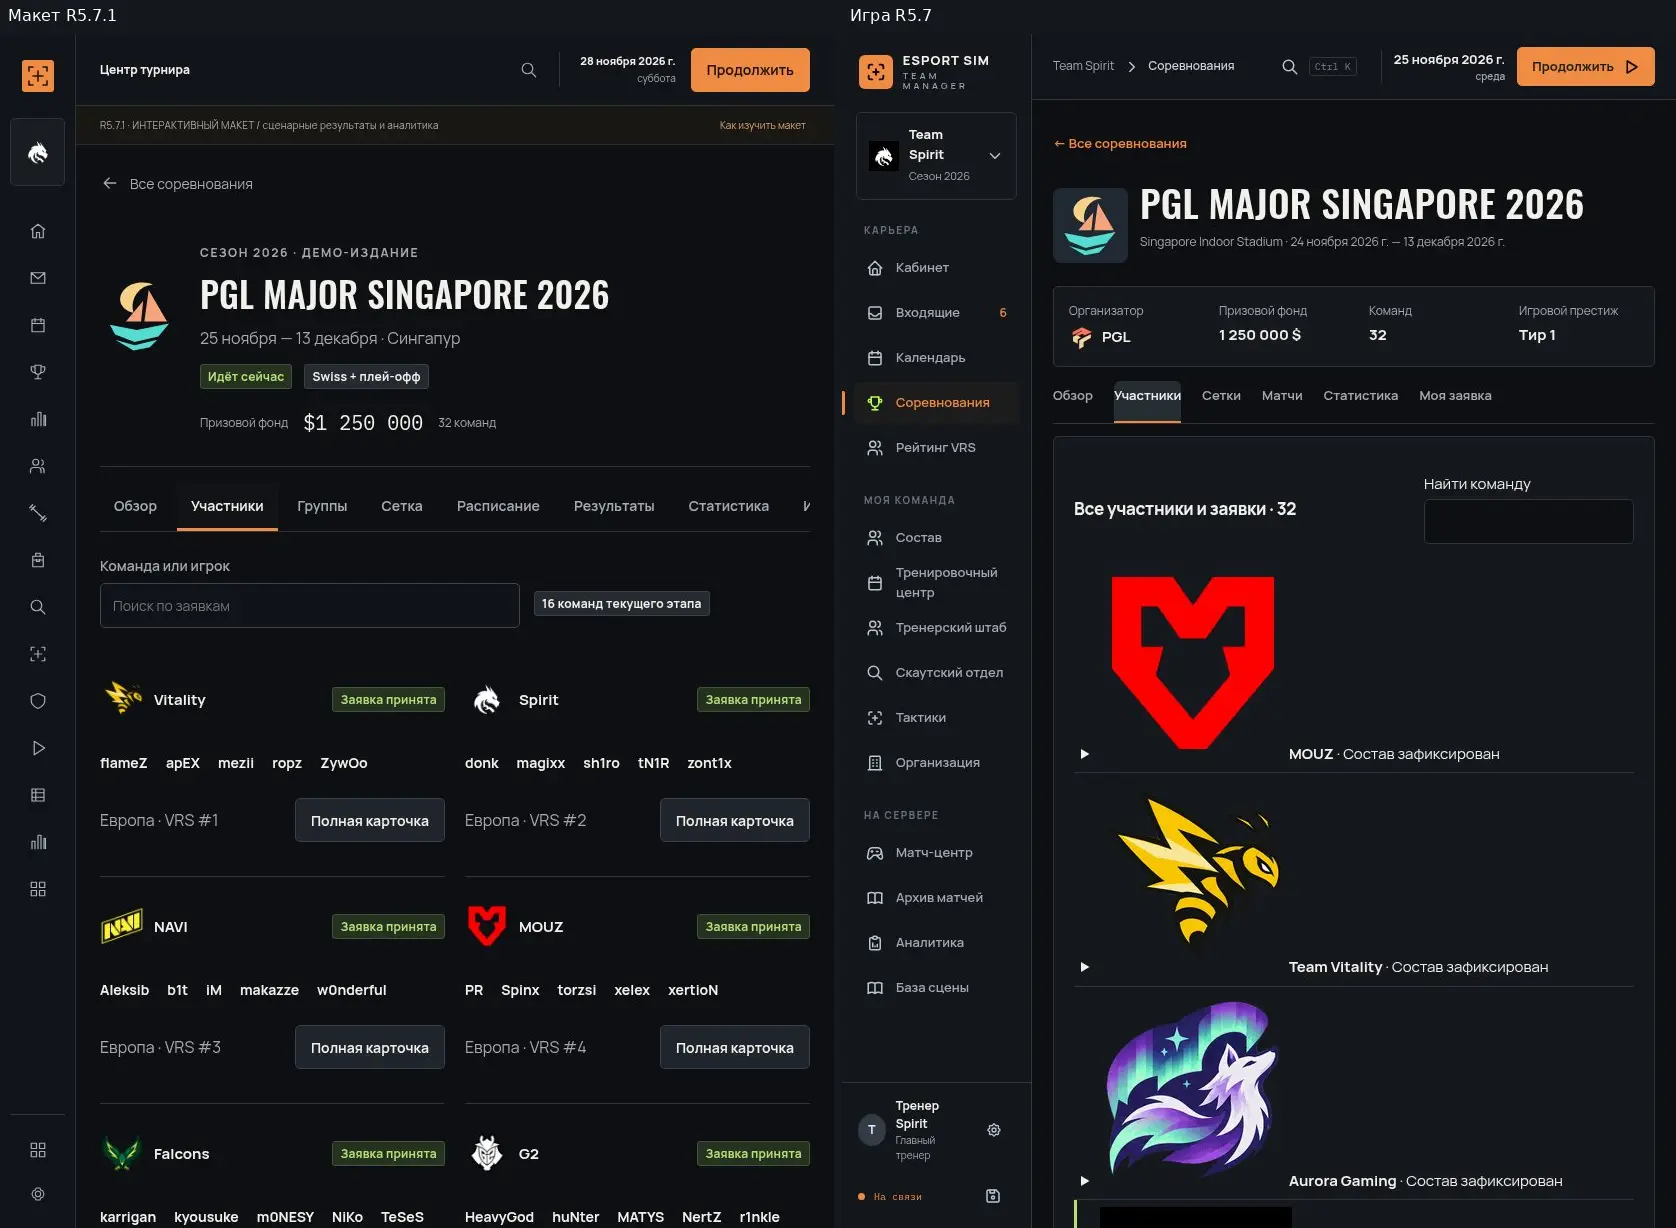 Макет R5.7.1
Центр турнира
28 ноября 2026 г.
суббота
Продолжить
R5.7.1 · ИНТЕРАКТИВНЫЙ МАКЕТ / сценарные результаты и аналитика
Как изучить макет
← Все соревнования
СЕЗОН 2026 · ДЕМО-ИЗДАНИЕ
PGL MAJOR SINGAPORE 2026
25 ноября — 13 декабря · Сингапур
Идёт сейчас
Swiss + плей-офф
Призовой фонд $1 250 000 32 команд
Обзор Участники Группы Сетка Расписание Результаты Статистика
Команда или игрок
Поиск по заявкам
16 команд текущего этапа
Vitality
Заявка принята
flameZ apEX mezii ropz ZywOo
Европа · VRS #1
Полная карточка
Spirit
Заявка принята
donk magixx sh1ro tN1R zont1x
Европа · VRS #2
Полная карточка
NAVI
Заявка принята
Aleksib b1t iM makazze w0nderful
Европа · VRS #3
Полная карточка
MOUZ
Заявка принята
PR Spinx torzsi xelex xertioN
Европа · VRS #4
Полная карточка
Falcons
Заявка принята
karrigan kyousuke m0NESY NiKo TeSeS
G2
Заявка принята
HeavyGod huNter MATYS NertZ r1nkle
Игра R5.7
ESPORT SIM
TEAM
MANAGER
Team
Spirit
Сезон 2026
КАРЬЕРА
Кабинет
Входящие 6
Календарь
Соревнования
Рейтинг VRS
МОЯ КОМАНДА
Состав
Тренировочный
центр
Тренерский штаб
Скаутский отдел
Тактики
Организация
НА СЕРВЕРЕ
Матч-центр
Архив матчей
Аналитика
База сцены
T
Тренер
Spirit
Главный
тренер
На связи
Team Spirit > Соревнования
Ctrl K
25 ноября 2026 г.
среда
Продолжить
← Все соревнования
PGL MAJOR SINGAPORE 2026
Singapore Indoor Stadium · 24 ноября 2026 г. — 13 декабря 2026 г.
Организатор
PGL
Призовой фонд
1 250 000 $
Команд
32
Игровой престиж
Тир 1
Обзор Участники Сетки Матчи Статистика Моя заявка
Все участники и заявки · 32
Найти команду
MOUZ · Состав зафиксирован
Team Vitality · Состав зафиксирован
Aurora Gaming · Состав зафиксирован